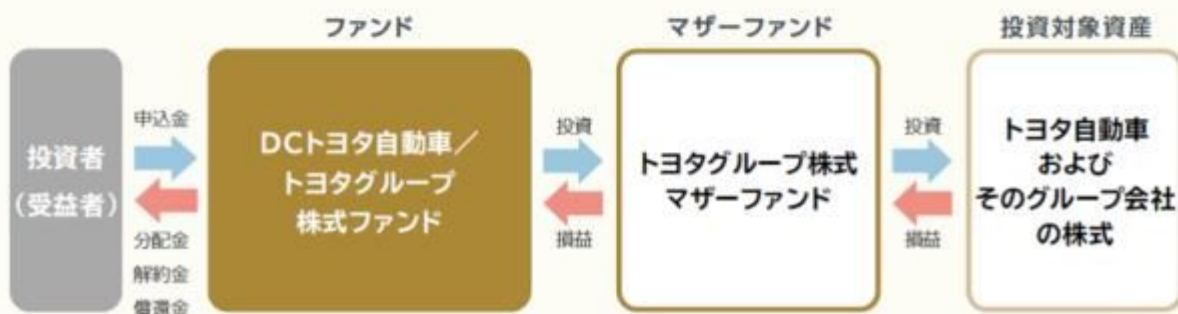 ファンド
マザーファンド
投資対象資産
投資者
(受益者)
申込金
分配金
解約金
償還金
DCトヨタ自動車／
トヨタグループ
株式ファンド
投資
損益
トヨタグループ株式
マザーファンド
投資
損益
トヨタ自動車
および
そのグループ会社
の株式